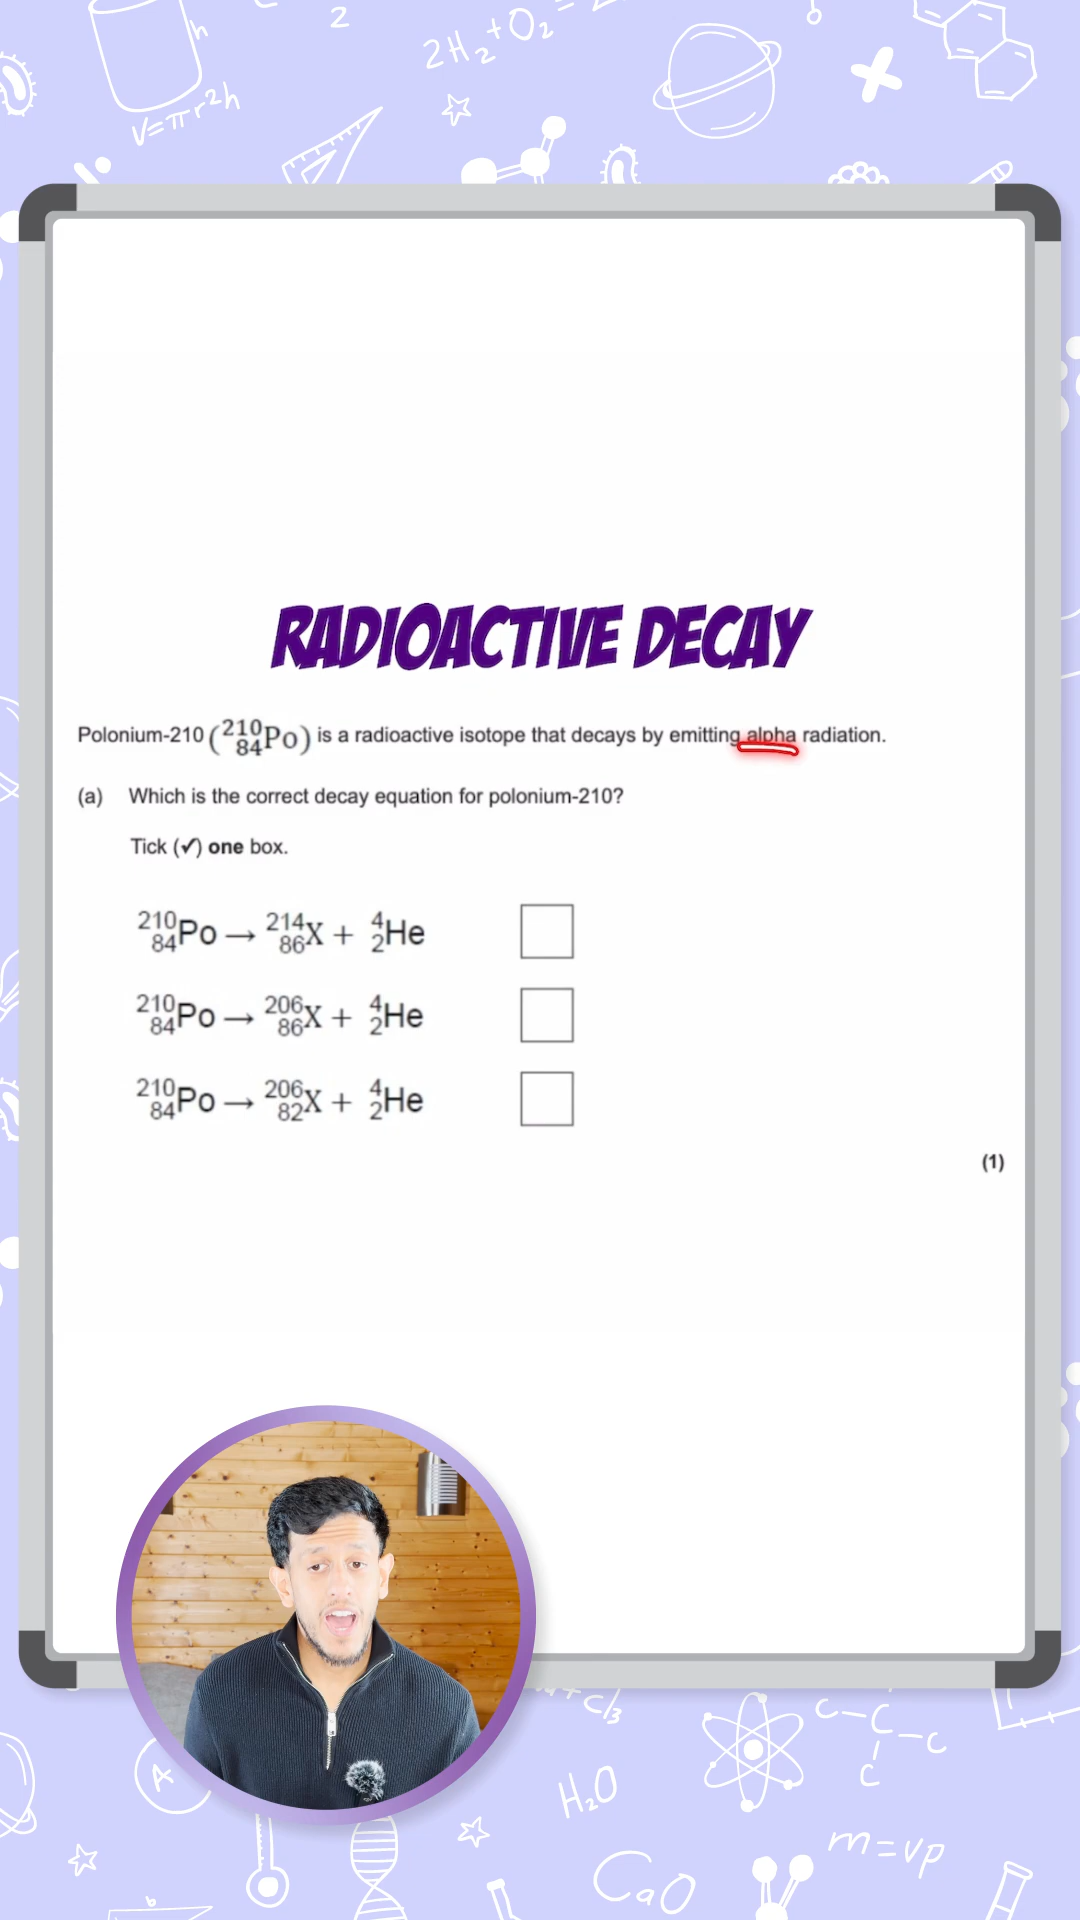 h
2
2H₂+O₂=
V=πr²h
RADIOACTIVE DECAY
Polonium-210 (²¹⁰₈₄Po) is a radioactive isotope that decays by emitting alpha radiation.
(a) Which is the correct decay equation for polonium-210?
Tick (✓) one box.
²¹⁰₈₄Po → ²¹⁴₈₆X + ⁴₂He
²¹⁰₈₄Po → ²⁰⁶₈₆X + ⁴₂He
²¹⁰₈₄Po → ²⁰⁶₈₂X + ⁴₂He
(1)
C—C—C
C
A
H₂O
m=vp
CaO
b